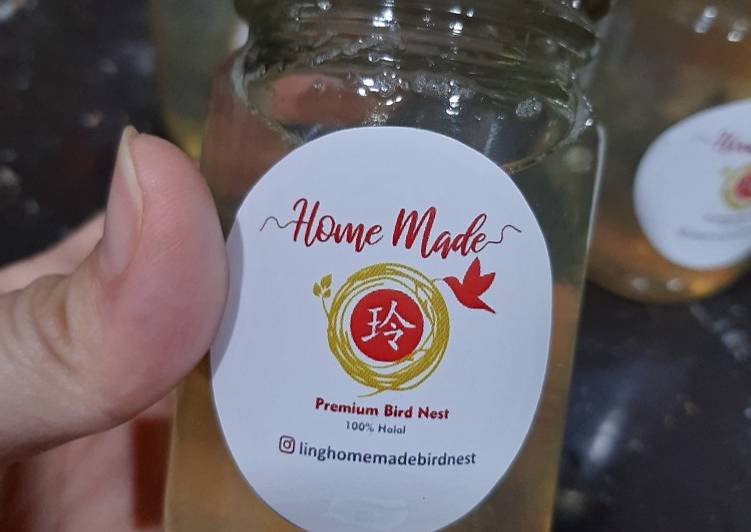 Home Made
玲
Premium Bird Nest
100% Halal
linghomemadebirdnest